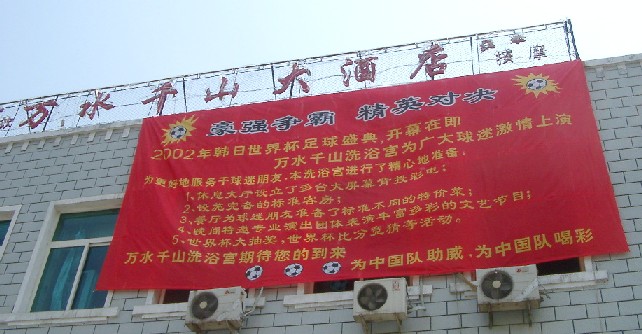 万水千山大酒店
按摩
豪强争霸 精英对决
2002年韩日世界杯足球盛典,开幕在即
万水千山洗浴宫为广大球迷激情上演
为更好地服务于球迷朋友,本洗浴宫进行了精心地准备,
1、休息大厅设立了多台大屏幕背投彩电;
2、设充完备的标准客房;
3、餐厅为球迷朋友准备了标准不同的特价菜;
4、晚间特邀专业演出团体表演丰富多彩的文艺节目;
5、世界杯大抽奖、世界杯比分竞猜等活动。
万水千山洗浴宫期待您的到来
为中国队助威,为中国队喝彩